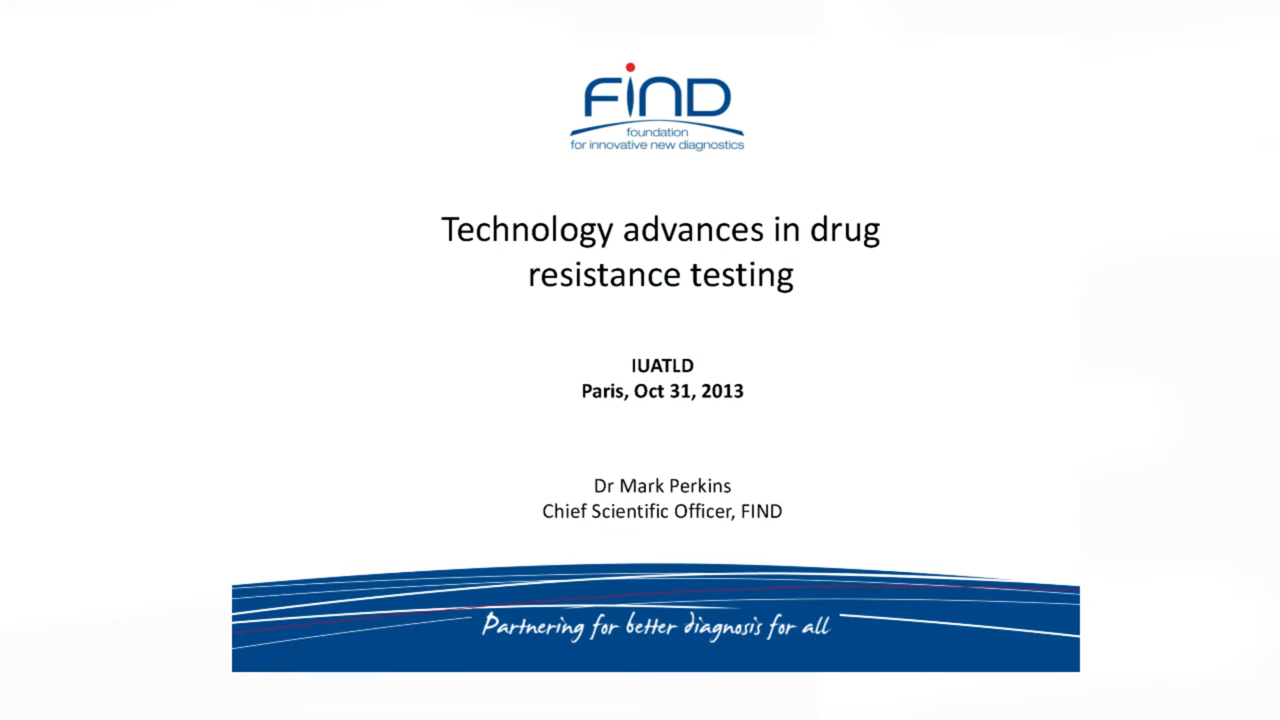 FIND
foundation
for innovative new diagnostics
Technology advances in drug
resistance testing
IUATLD
Paris, Oct 31, 2013
Dr Mark Perkins
Chief Scientific Officer, FIND
Partnering for better diagnosis for all